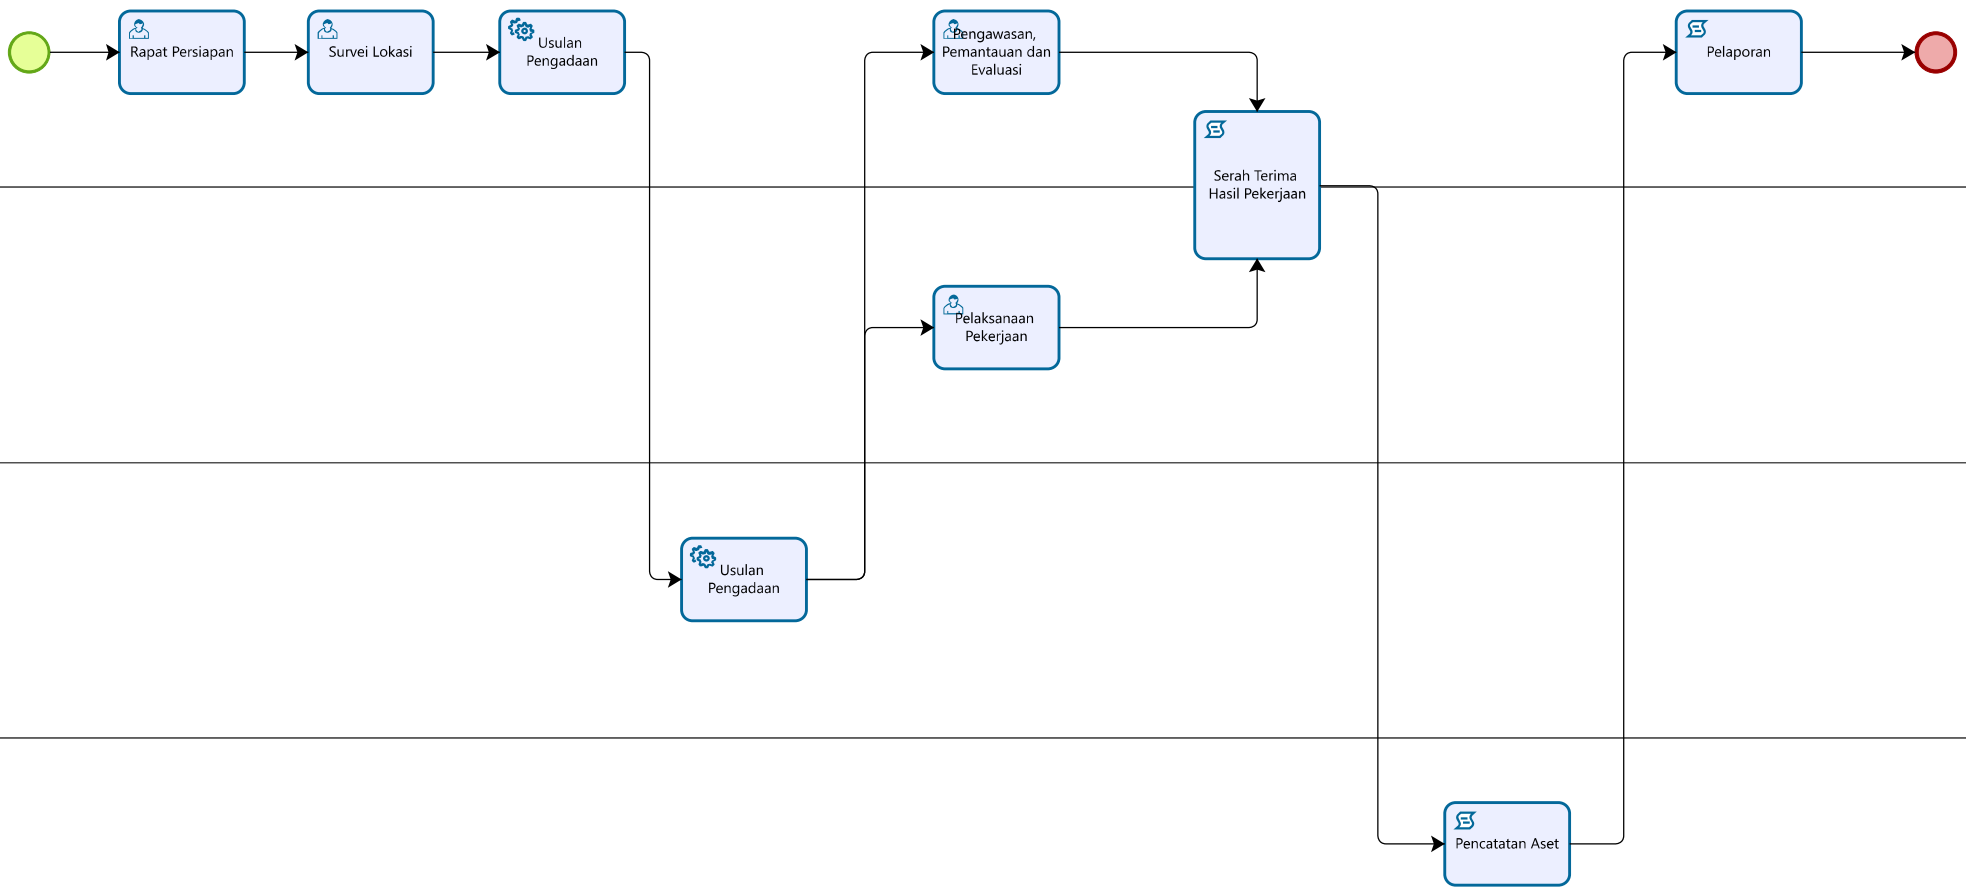 Rapat Persiapan
Survei Lokasi
Usulan
Pengadaan
Pengawasan,
Pemantauan dan
Evaluasi
Pelaporan
Serah Terima
Hasil Pekerjaan
Pelaksanaan
Pekerjaan
Usulan
Pengadaan
Pencatatan Aset